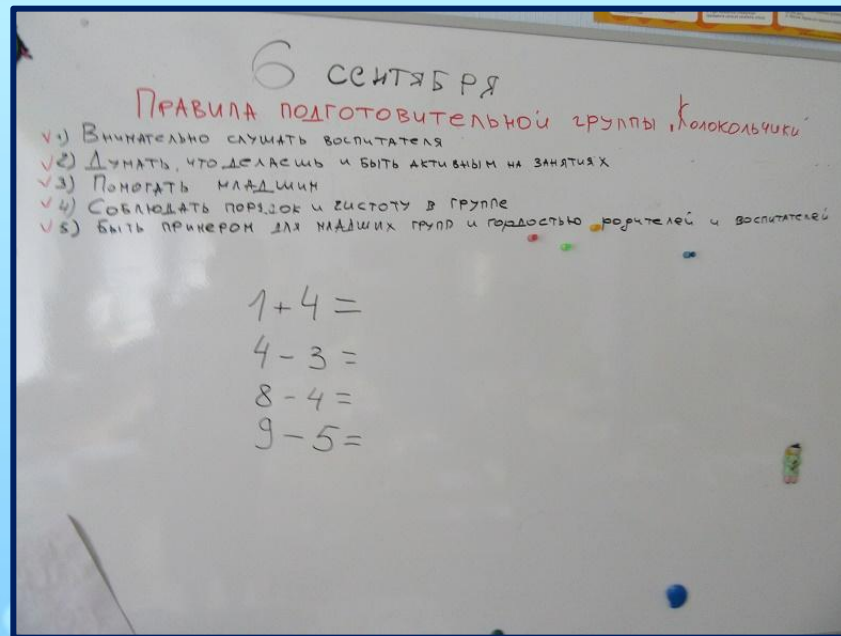 6 СЕНТЯБРЯ
ПРАВИЛА ПОДГОТОВИТЕЛЬНОЙ ГРУППЫ „Колокольчики"
V 1) ВНИМАТЕЛЬНО СЛУШАТЬ ВОСПИТАТЕЛЯ
V 2) ДУМАТЬ, ЧТО ДЕЛАЕШЬ И БЫТЬ АКТИВНЫМ НА ЗАНЯТИЯХ
V 3) ПОМОГАТЬ МЛАДШИМ
V 4) СОБЛЮДАТЬ ПОРЯДОК И ЧИСТОТУ В ГРУППЕ
V 5) БЫТЬ ПРИМЕРОМ ДЛЯ МЛАДШИХ ГРУПП И ГОРДОСТЬЮ РОДИТЕЛЕЙ И ВОСПИТАТЕЛЕЙ
1 + 4 =
4 - 3 =
8 - 4 =
9 - 5 =